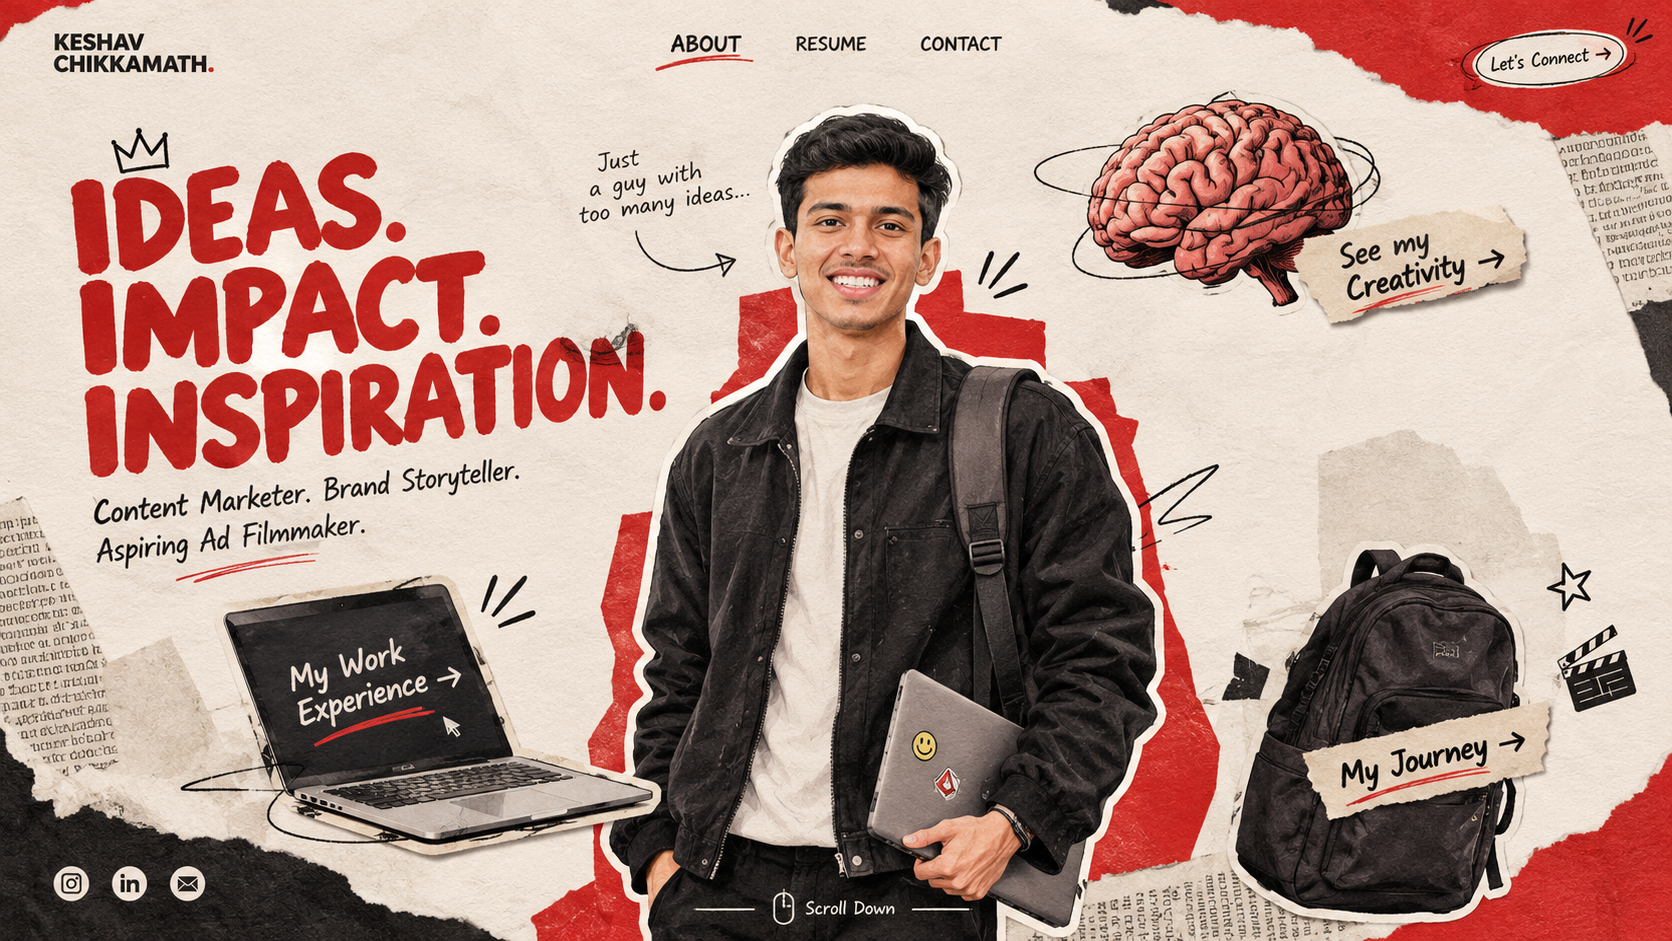 KESHAV
CHIKKAMATH.
ABOUT
RESUME
CONTACT
Let's Connect →
IDEAS.
IMPACT.
INSPIRATION.
Just
a guy with
too many ideas...
See my
Creativity →
Content Marketer. Brand Storyteller.
Aspiring Ad Filmmaker.
My Work
Experience →
My Journey →
in
Scroll Down